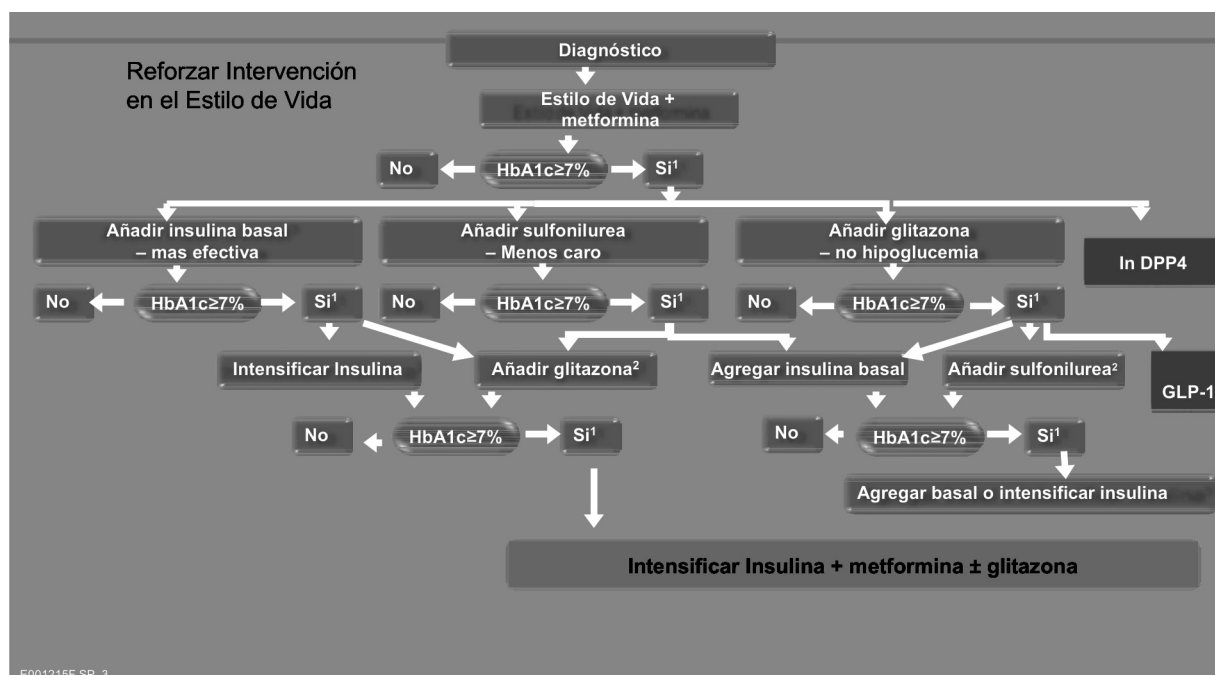 Diagnóstico
Reforzar Intervención
en el Estilo de Vida
Estilo de Vida +
metformina
No
HbA1c≥7%
Si¹
Añadir insulina basal
– mas efectiva
Añadir sulfonilurea
– Menos caro
Añadir glitazona
– no hipoglucemia
In DPP4
No
HbA1c≥7%
Si¹
No
HbA1c≥7%
Si¹
No
HbA1c≥7%
Si¹
Intensificar Insulina
Añadir glitazona²
Agregar insulina basal
Añadir sulfonilurea²
GLP-1
No
HbA1c≥7%
Si¹
No
HbA1c≥7%
Si¹
Agregar basal o intensificar insulina
Intensificar Insulina + metformina ± glitazona